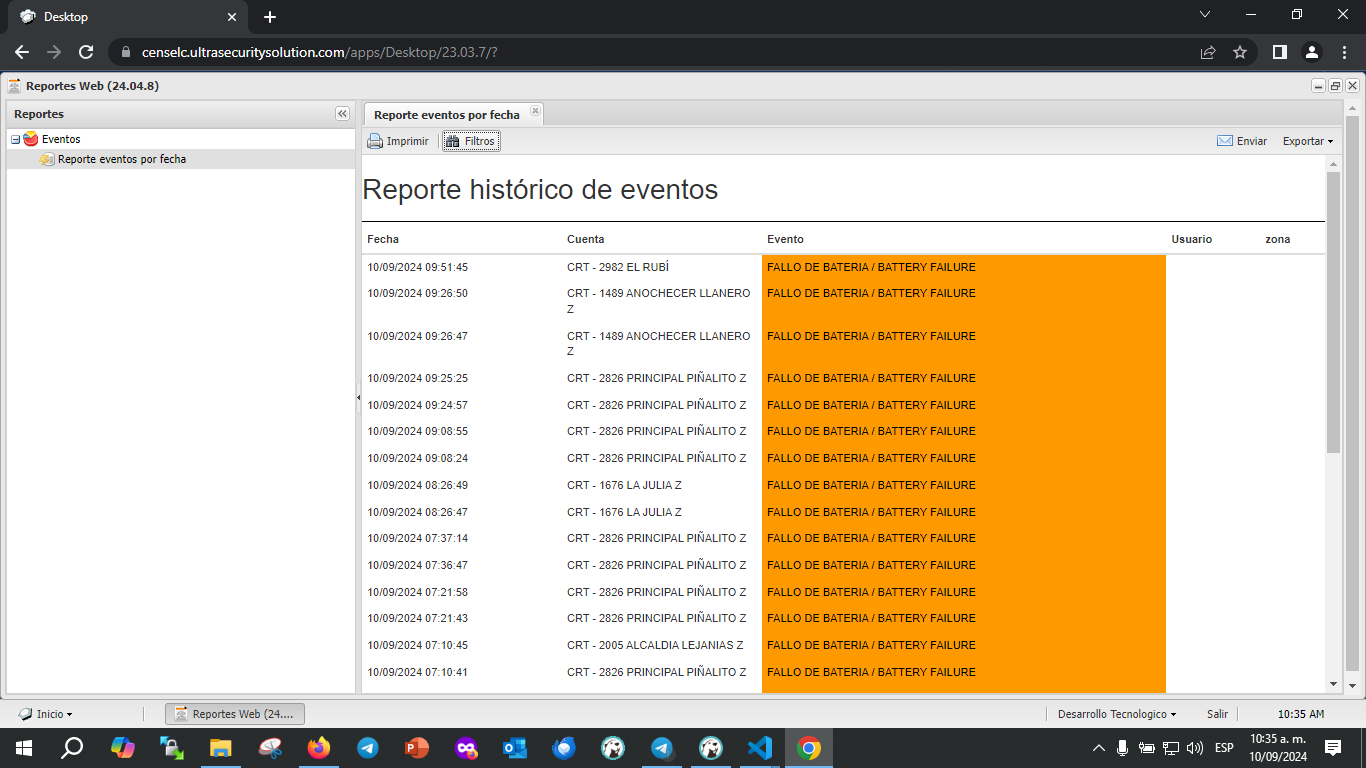 Desktop
censelc.ultrasecuritysolution.com/apps/Desktop/23.03.7/?
Reportes Web (24.04.8)
Reportes
Eventos
Reporte eventos por fecha
Reporte eventos por fecha
Imprimir
Filtros
Enviar
Exportar
Reporte histórico de eventos
Fecha Cuenta Evento Usuario zona
10/09/2024 09:51:45 CRT - 2982 EL RUBÍ FALLO DE BATERIA / BATTERY FAILURE
10/09/2024 09:26:50 CRT - 1489 ANOCHECER LLANERO FALLO DE BATERIA / BATTERY FAILURE
Z
10/09/2024 09:26:47 CRT - 1489 ANOCHECER LLANERO FALLO DE BATERIA / BATTERY FAILURE
Z
10/09/2024 09:25:25 CRT - 2826 PRINCIPAL PIÑALITO Z FALLO DE BATERIA / BATTERY FAILURE
10/09/2024 09:24:57 CRT - 2826 PRINCIPAL PIÑALITO Z FALLO DE BATERIA / BATTERY FAILURE
10/09/2024 09:08:55 CRT - 2826 PRINCIPAL PIÑALITO Z FALLO DE BATERIA / BATTERY FAILURE
10/09/2024 09:08:24 CRT - 2826 PRINCIPAL PIÑALITO Z FALLO DE BATERIA / BATTERY FAILURE
10/09/2024 08:26:49 CRT - 1676 LA JULIA Z FALLO DE BATERIA / BATTERY FAILURE
10/09/2024 08:26:47 CRT - 1676 LA JULIA Z FALLO DE BATERIA / BATTERY FAILURE
10/09/2024 07:37:14 CRT - 2826 PRINCIPAL PIÑALITO Z FALLO DE BATERIA / BATTERY FAILURE
10/09/2024 07:36:47 CRT - 2826 PRINCIPAL PIÑALITO Z FALLO DE BATERIA / BATTERY FAILURE
10/09/2024 07:21:58 CRT - 2826 PRINCIPAL PIÑALITO Z FALLO DE BATERIA / BATTERY FAILURE
10/09/2024 07:21:43 CRT - 2826 PRINCIPAL PIÑALITO Z FALLO DE BATERIA / BATTERY FAILURE
10/09/2024 07:10:45 CRT - 2005 ALCALDIA LEJANIAS Z FALLO DE BATERIA / BATTERY FAILURE
10/09/2024 07:10:41 CRT - 2826 PRINCIPAL PIÑALITO Z FALLO DE BATERIA / BATTERY FAILURE
Inicio
Reportes Web (24....
Desarrollo Tecnologico
Salir
10:35 AM
ESP
10:35 a. m.
10/09/2024